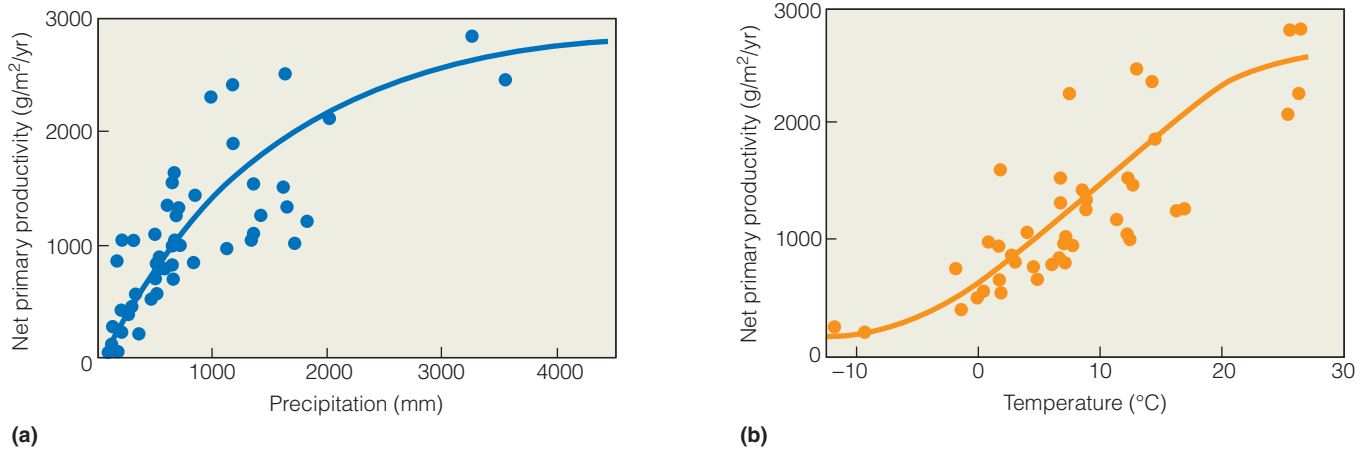 Net primary productivity (g/m²/yr)
3000
2000
1000
0
1000
2000
3000
4000
Precipitation (mm)
(a)
Net primary productivity (g/m²/yr)
3000
2000
1000
0
–10
0
10
20
30
Temperature (°C)
(b)